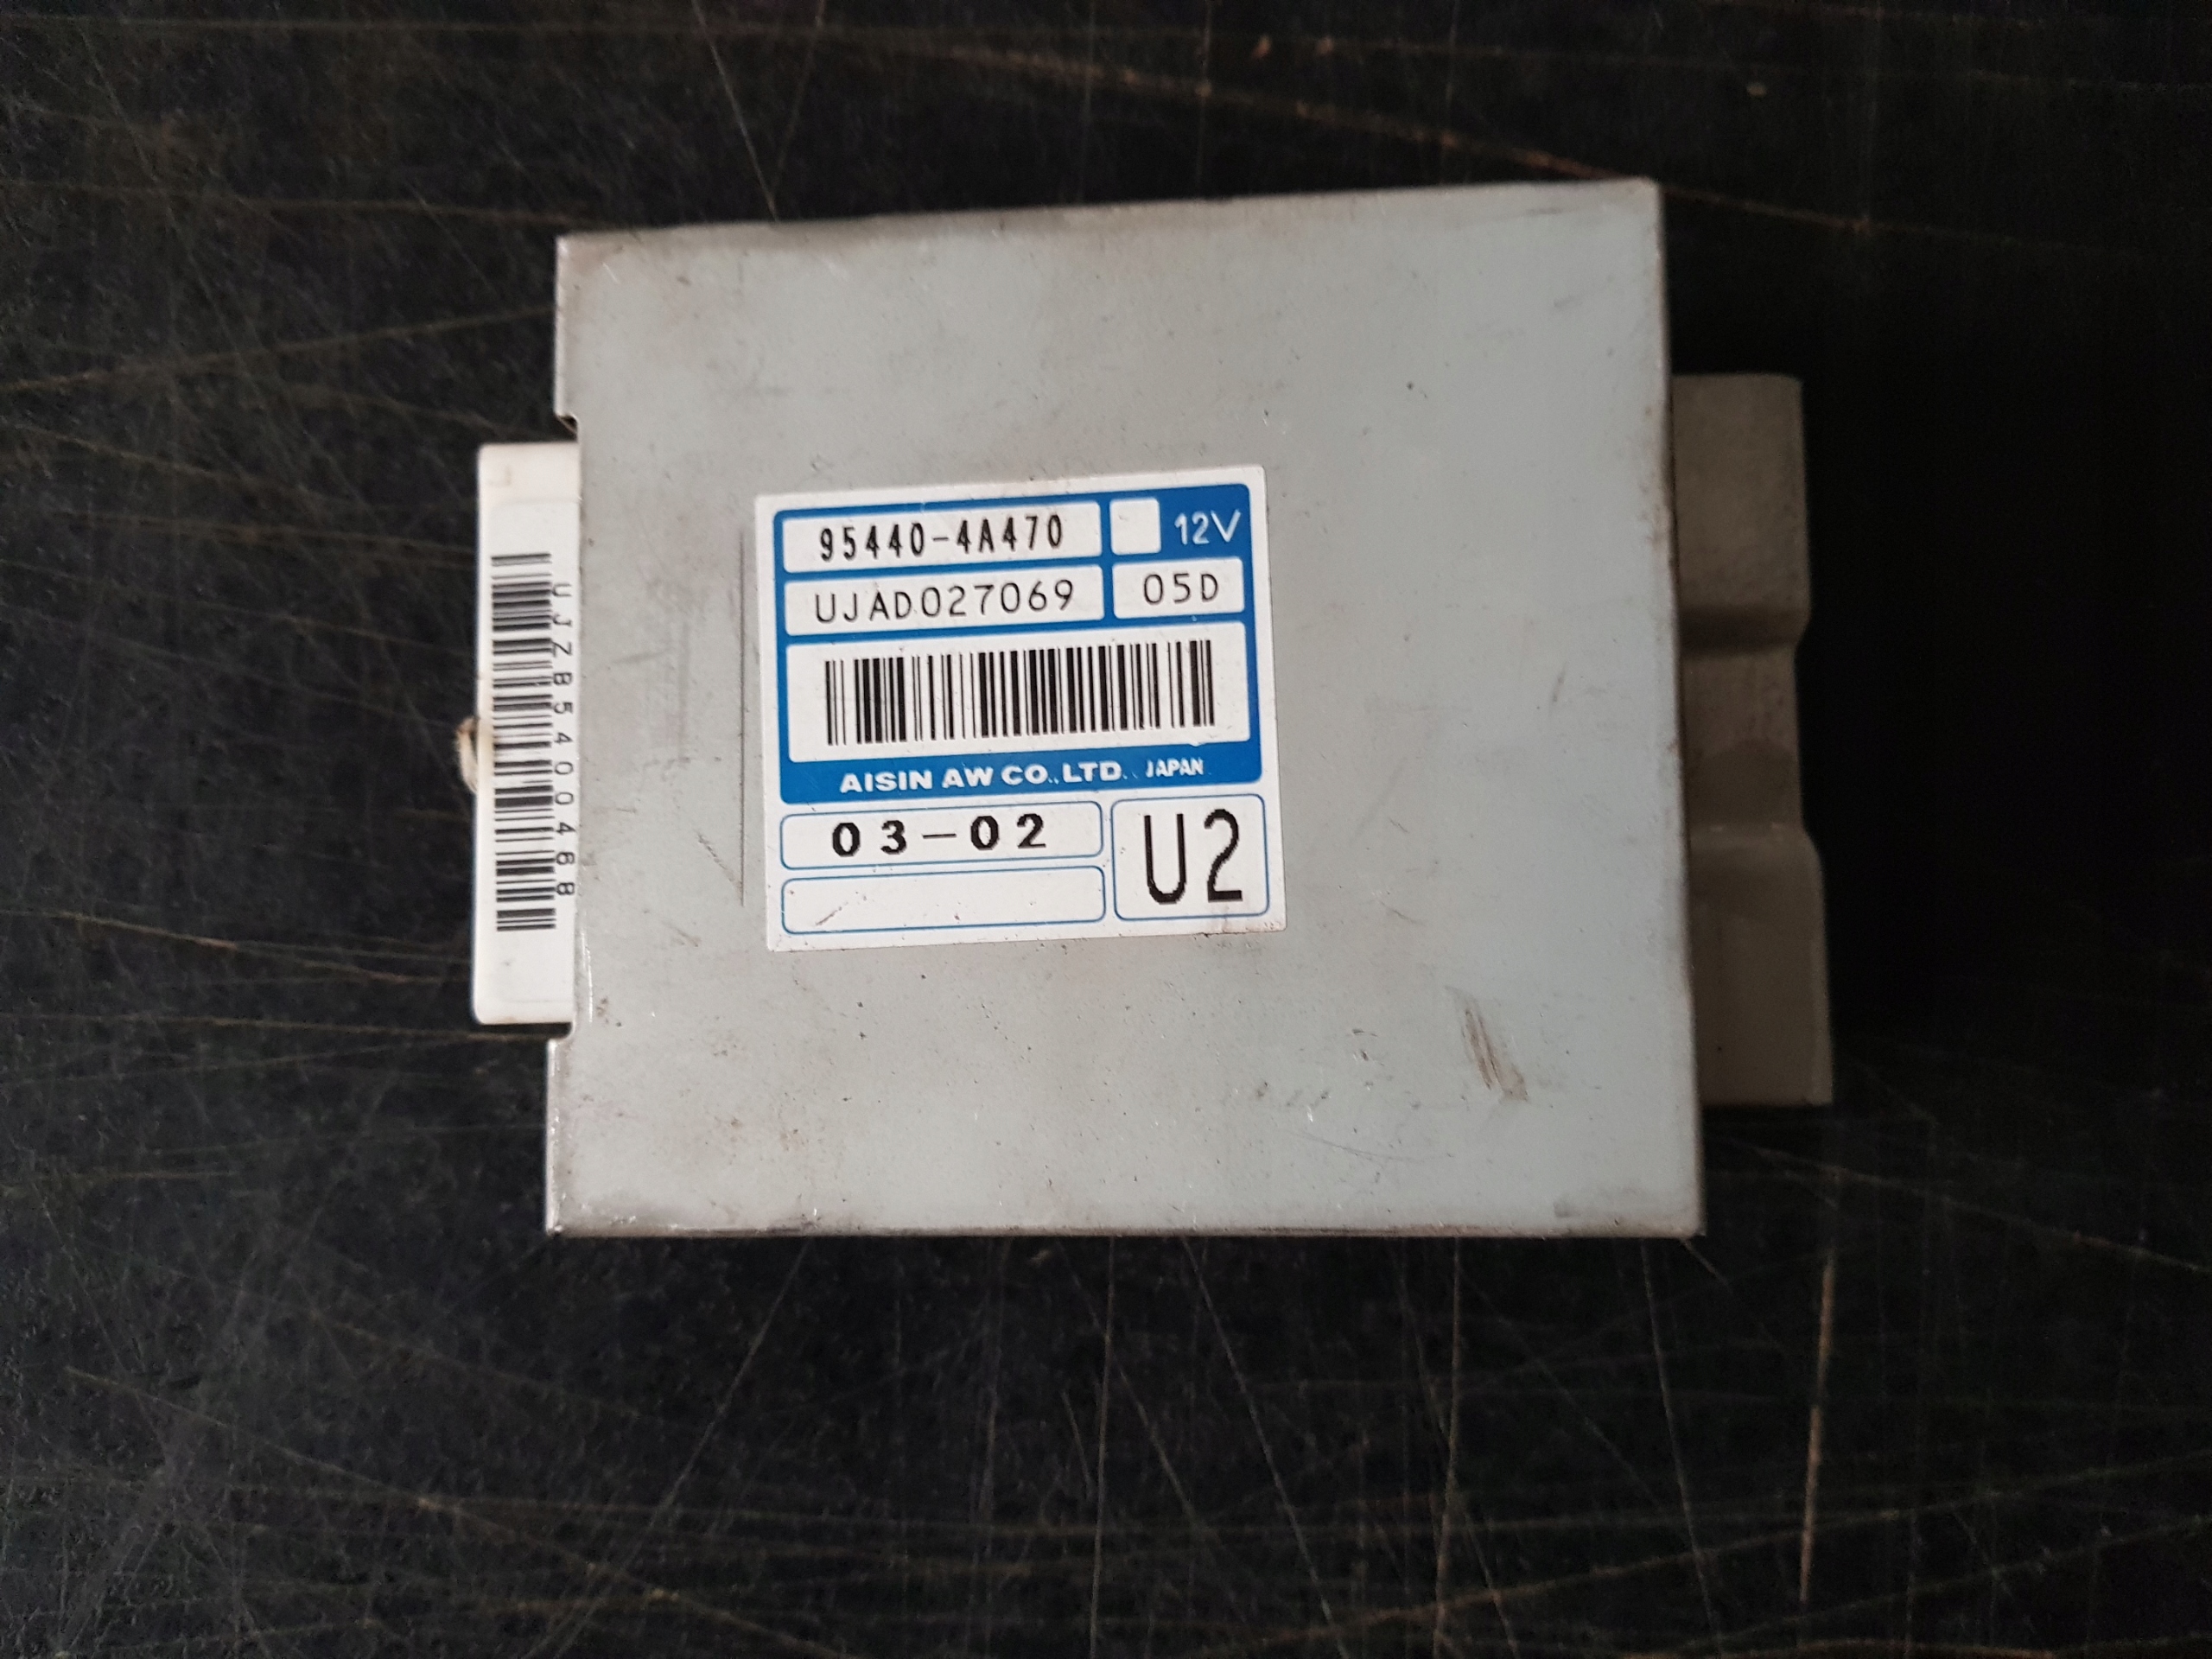 95440-4A470
12V
UJAD027069
05D
AISIN AW CO.,LTD. JAPAN
03-02
U2
UJZB5400468